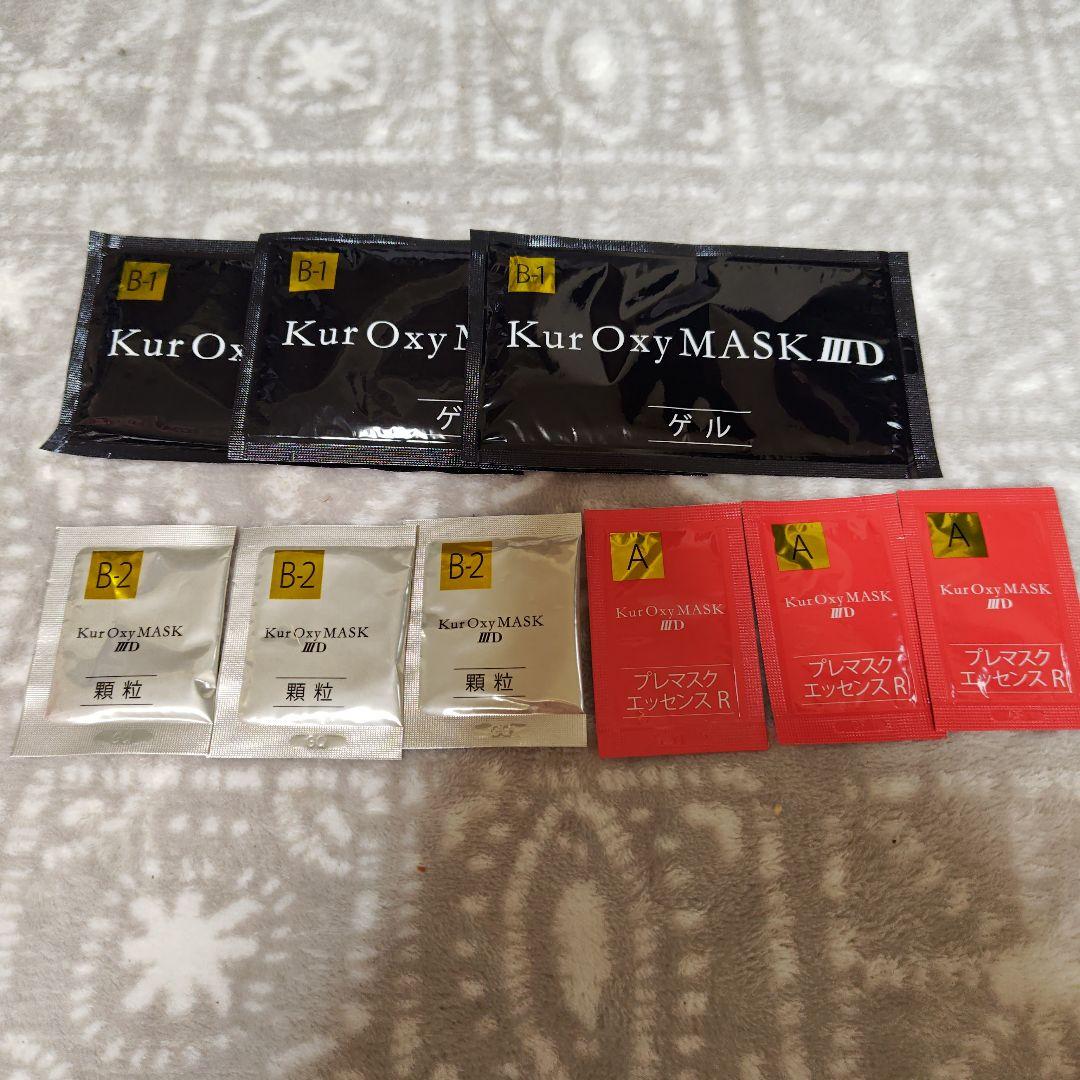 B-1
Kur Ox
B-1
Kur Oxy M
ゲ
B-1
Kur Oxy MASK IIID
ゲル
B-2
Kur Oxy MASK
IIID
顆粒
B-2
Kur Oxy MASK
IIID
顆粒
B-2
Kur Oxy MASK
IIID
顆粒
A
Kur Oxy MASK
IIID
プレマスク
エッセンス R
A
Kur Oxy MASK
IIID
プレマスク
エッセンス R
A
Kur Oxy MASK
IIID
プレマスク
エッセンス R